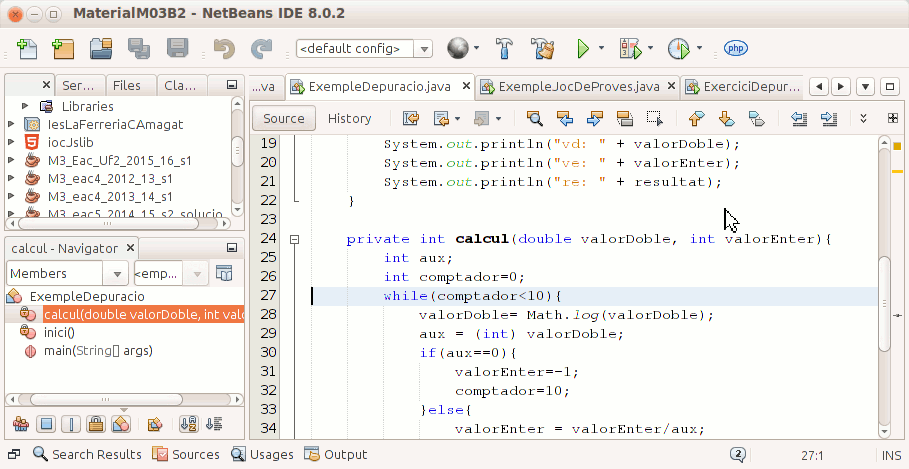 MaterialM03B2 - NetBeans IDE 8.0.2
<default config>
php
Ser...
Files
Cla...
...va
ExempleDepuracio.java
ExempleJocDeProves.java
ExerciciDepur...
Libraries
IesLaFerreriaCAmagat
iocJslib
M3_Eac_Uf2_2015_16_s1
M3_eac4_2012_13_s1
M3_eac4_2013_14_s1
M3_eac5_2014_15_s2_solucio
Source
History
19 System.out.println("vd: " + valorDoble);
20 System.out.println("ve: " + valorEnter);
21 System.out.println("re: " + resultat);
22 }
23
24 private int calcul(double valorDoble, int valorEnter){
25 int aux;
26 int comptador=0;
27 while(comptador<10){
28 valorDoble= Math.log(valorDoble);
29 aux = (int) valorDoble;
30 if(aux==0){
31 valorEnter=-1;
32 comptador=10;
33 }else{
34 valorEnter = valorEnter/aux;
calcul - Navigator
Members
<emp...
ExempleDepuracio
calcul(double valorDoble, int valo
inici()
main(String[] args)
Search Results
Sources
Usages
Output
2
27:1
INS